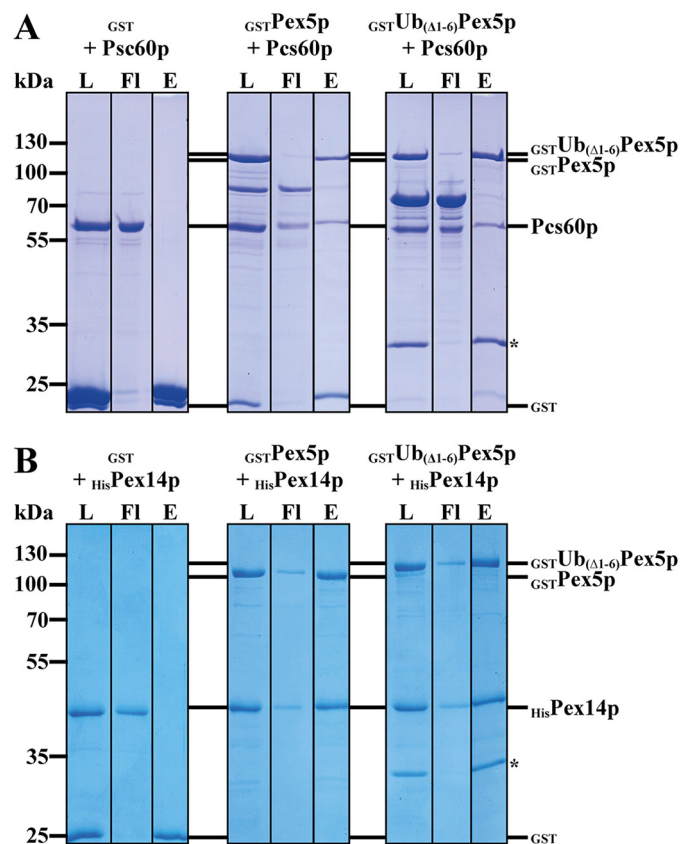 A
GST GSTPex5p GSTUb(Δ1-6)Pex5p
+ Psc60p + Pcs60p + Pcs60p
kDa L Fl E L Fl E L Fl E
130
100
70
55
35
25
GSTUb(Δ1-6)Pex5p
GSTPex5p
Pcs60p
*
GST
B
GST GSTPex5p GSTUb(Δ1-6)Pex5p
+ HisPex14p + HisPex14p + HisPex14p
kDa L Fl E L Fl E L Fl E
130
100
70
55
35
25
GSTUb(Δ1-6)Pex5p
GSTPex5p
HisPex14p
*
GST